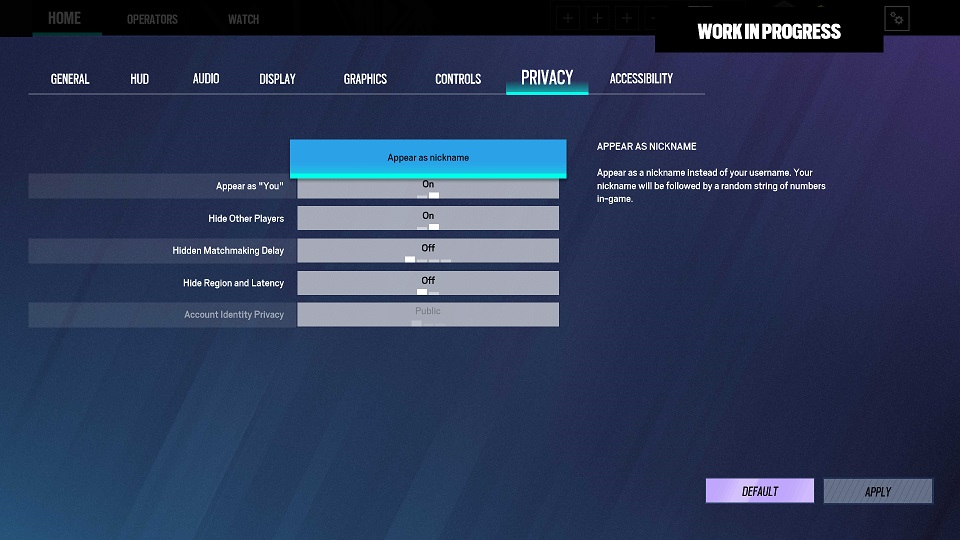 HOME OPERATORS WATCH
WORK IN PROGRESS
GENERAL HUD AUDIO DISPLAY GRAPHICS CONTROLS PRIVACY ACCESSIBILITY
Appear as nickname
APPEAR AS NICKNAME
Appear as a nickname instead of your username. Your
nickname will be followed by a random string of numbers
in-game.
Appear as "You" On
Hide Other Players On
Hidden Matchmaking Delay Off
Hide Region and Latency Off
Account Identity Privacy Public
DEFAULT APPLY